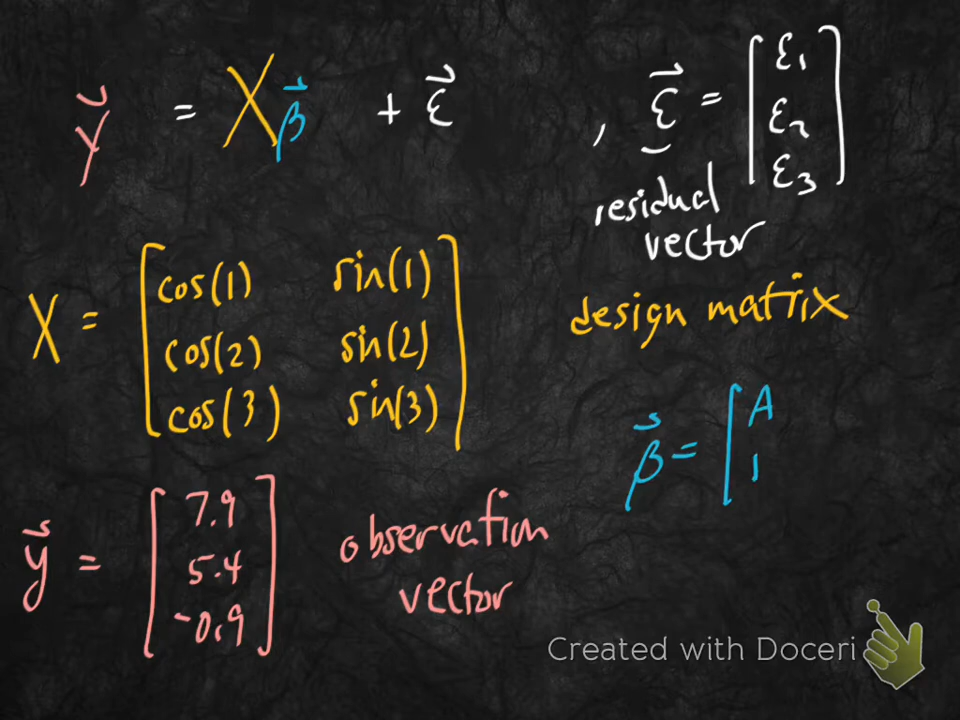 y⃗ = Xβ⃗ + ε⃗ , ε⃗ = [ε₁ ε₂ ε₃]
residual
vector
X = [cos(1) sin(1)
cos(2) sin(2)
cos(3) sin(3)]
design matrix
β⃗ = [A
1
y⃗ = [7.9
5.4
-0.9]
observation
vector
Created with Doceri